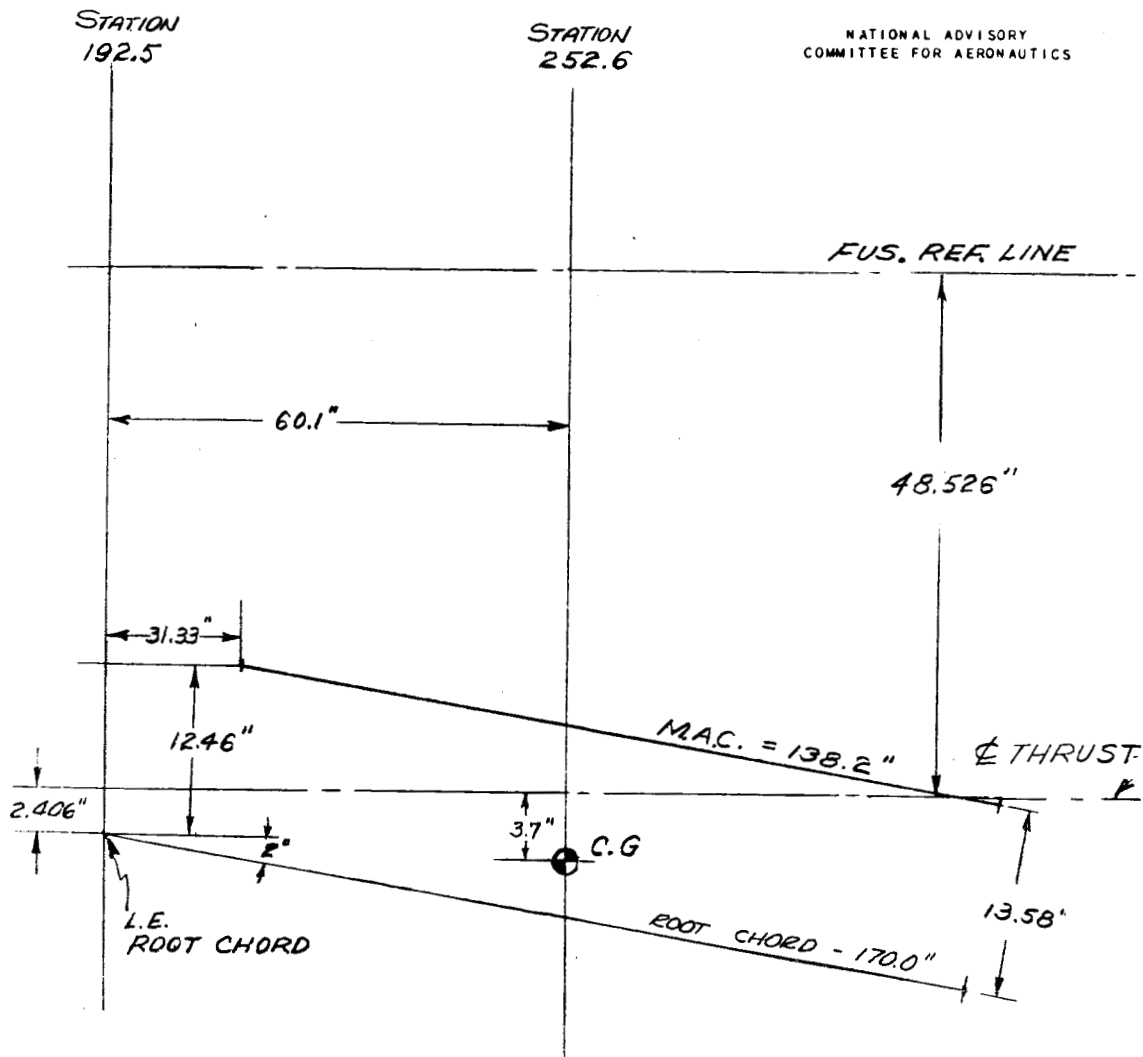 STATION
192.5
STATION
252.6
NATIONAL ADVISORY
COMMITTEE FOR AERONAUTICS
FUS. REF. LINE
60.1"
48.526"
31.33"
12.46"
M.A.C. = 138.2"
℄ THRUST
2.406"
3.7"
2°
C.G
13.58"
L.E.
ROOT CHORD
ROOT CHORD - 170.0"